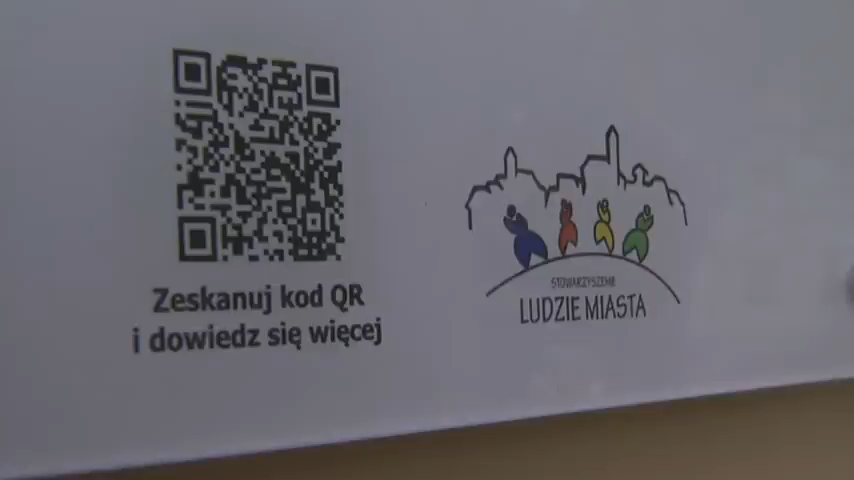 Zeskanuj kod QR
i dowiedz się więcej
STOWARZYSZENIE
LUDZIE MIASTA